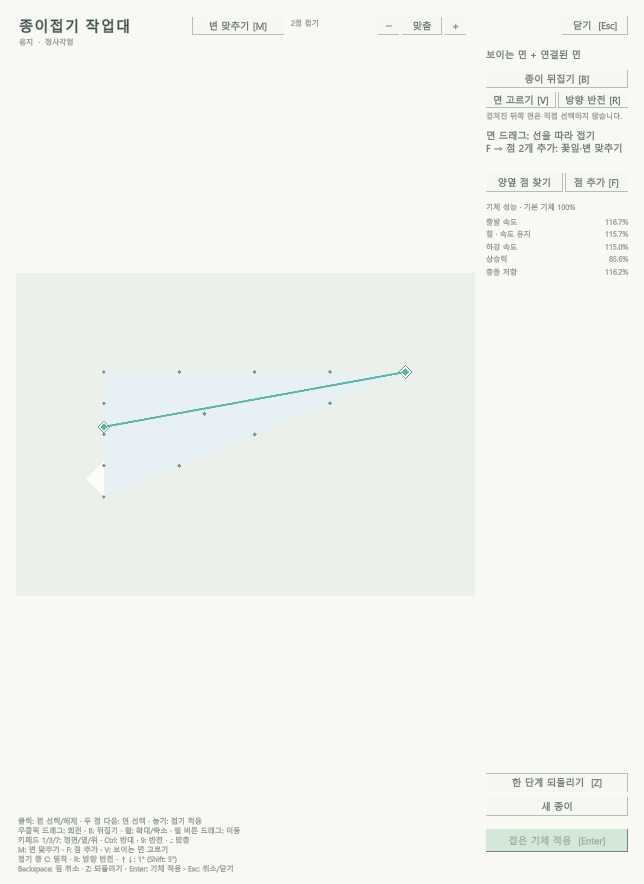 종이접기 작업대
용지 · 정사각형
변 맞추기 [M]
2점 접기
−
맞춤
+
닫기 [Esc]
보이는 면 + 연결된 면
종이 뒤집기 [B]
면 고르기 [V]
방향 반전 [R]
겹쳐진 뒤쪽 면은 직접 선택하지 않습니다.
면 드래그: 선을 따라 접기
F → 점 2개 추가: 꽃잎·변 맞추기
양옆 점 찾기
점 추가 [F]
기체 성능 · 기본 기체 100%
출발 속도 116.7%
힘 · 속도 유지 115.7%
하강 속도 115.0%
상승력 85.6%
충돌 저항 116.2%
한 단계 되돌리기 [Z]
새 종이
접은 기체 적용 [Enter]
클릭: 점 선택/해제 · 두 점 다음: 면 선택 · 놓기: 접기 적용
우클릭 드래그: 회전 · B: 뒤집기 · 휠: 확대/축소 · 휠 버튼 드래그: 이동
키패드 1/3/7: 정면/옆/위 · Ctrl: 반대 · 9: 반전 · .: 맞춤
M: 변 맞추기 · F: 점 추가 · V: 보이는 면 고르기
접기 중 C: 밀착 · R: 방향 반전 · ↑ ↓: 1° (Shift: 5°)
Backspace: 점 취소 · Z: 되돌리기 · Enter: 기체 적용 · Esc: 취소/닫기